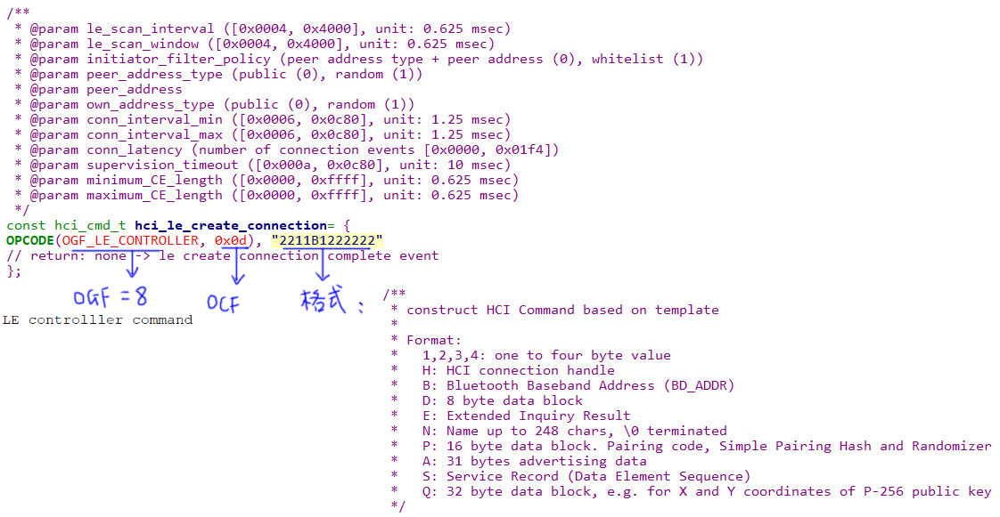 /**
 * @param le_scan_interval ([0x0004, 0x4000], unit: 0.625 msec)
 * @param le_scan_window ([0x0004, 0x4000], unit: 0.625 msec)
 * @param initiator_filter_policy (peer address type + peer address (0), whitelist (1))
 * @param peer_address_type (public (0), random (1))
 * @param peer_address
 * @param own_address_type (public (0), random (1))
 * @param conn_interval_min ([0x0006, 0x0c80], unit: 1.25 msec)
 * @param conn_interval_max ([0x0006, 0x0c80], unit: 1.25 msec)
 * @param conn_latency (number of connection events [0x0000, 0x01f4])
 * @param supervision_timeout ([0x000a, 0x0c80], unit: 10 msec)
 * @param minimum_CE_length ([0x0000, 0xffff], unit: 0.625 msec)
 * @param maximum_CE_length ([0x0000, 0xffff], unit: 0.625 msec)
 */
const hci_cmd_t hci_le_create_connection= {
OPCODE(OGF_LE_CONTROLLER, 0x0d), "2211B1222222"
// return: none -> le create connection complete event
};
OGF = 8
OCF
格式：
LE controlller command
/**
 * construct HCI Command based on template
 *
 * Format:
 *   1,2,3,4: one to four byte value
 *   H: HCI connection handle
 *   B: Bluetooth Baseband Address (BD_ADDR)
 *   D: 8 byte data block
 *   E: Extended Inquiry Result
 *   N: Name up to 248 chars, \0 terminated
 *   P: 16 byte data block. Pairing code, Simple Pairing Hash and Randomizer
 *   A: 31 bytes advertising data
 *   S: Service Record (Data Element Sequence)
 *   Q: 32 byte data block, e.g. for X and Y coordinates of P-256 public key
 */